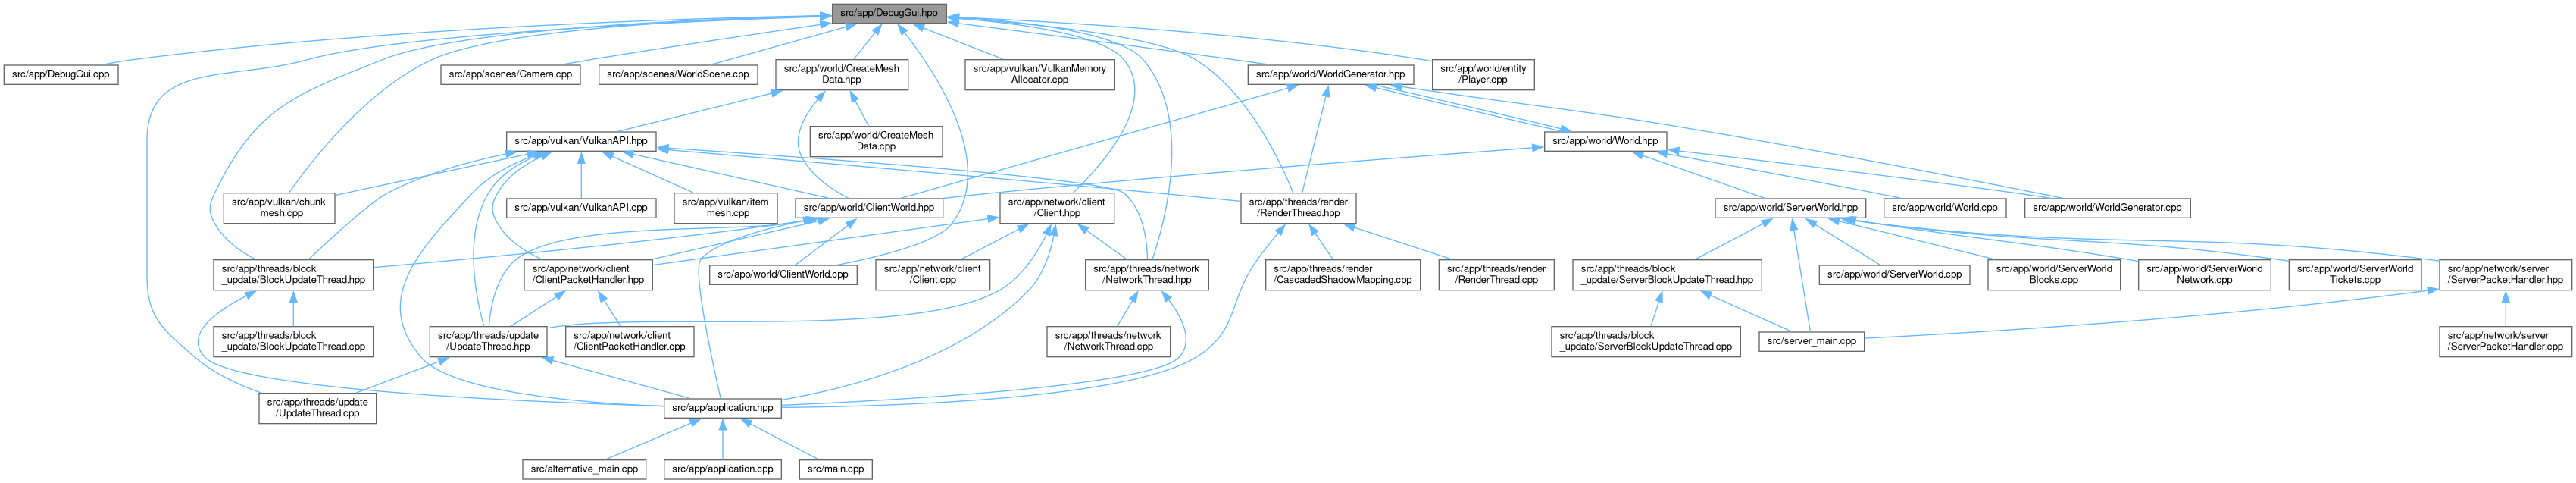 src/app/DebugGui.hpp
src/app/DebugGui.cpp
src/app/scenes/Camera.cpp
src/app/scenes/WorldScene.cpp
src/app/world/CreateMesh
Data.hpp
src/app/vulkan/VulkanMemory
Allocator.cpp
src/app/world/WorldGenerator.hpp
src/app/world/entity
/Player.cpp
src/app/vulkan/VulkanAPI.hpp
src/app/world/CreateMesh
Data.cpp
src/app/world/World.hpp
src/app/vulkan/chunk
_mesh.cpp
src/app/vulkan/VulkanAPI.cpp
src/app/vulkan/item
_mesh.cpp
src/app/world/ClientWorld.hpp
src/app/network/client
/Client.hpp
src/app/threads/render
/RenderThread.hpp
src/app/world/ServerWorld.hpp
src/app/world/World.cpp
src/app/world/WorldGenerator.cpp
src/app/threads/block
_update/BlockUpdateThread.hpp
src/app/network/client
/ClientPacketHandler.hpp
src/app/world/ClientWorld.cpp
src/app/network/client
/Client.cpp
src/app/threads/network
/NetworkThread.hpp
src/app/threads/render
/CascadedShadowMapping.cpp
src/app/threads/render
/RenderThread.cpp
src/app/threads/block
_update/ServerBlockUpdateThread.hpp
src/app/world/ServerWorld.cpp
src/app/world/ServerWorld
Blocks.cpp
src/app/world/ServerWorld
Network.cpp
src/app/world/ServerWorld
Tickets.cpp
src/app/network/server
/ServerPacketHandler.hpp
src/app/threads/block
_update/BlockUpdateThread.cpp
src/app/threads/update
/UpdateThread.hpp
src/app/network/client
/ClientPacketHandler.cpp
src/app/threads/network
/NetworkThread.cpp
src/app/threads/block
_update/ServerBlockUpdateThread.cpp
src/server_main.cpp
src/app/network/server
/ServerPacketHandler.cpp
src/app/threads/update
/UpdateThread.cpp
src/app/application.hpp
src/alternative_main.cpp
src/app/application.cpp
src/main.cpp